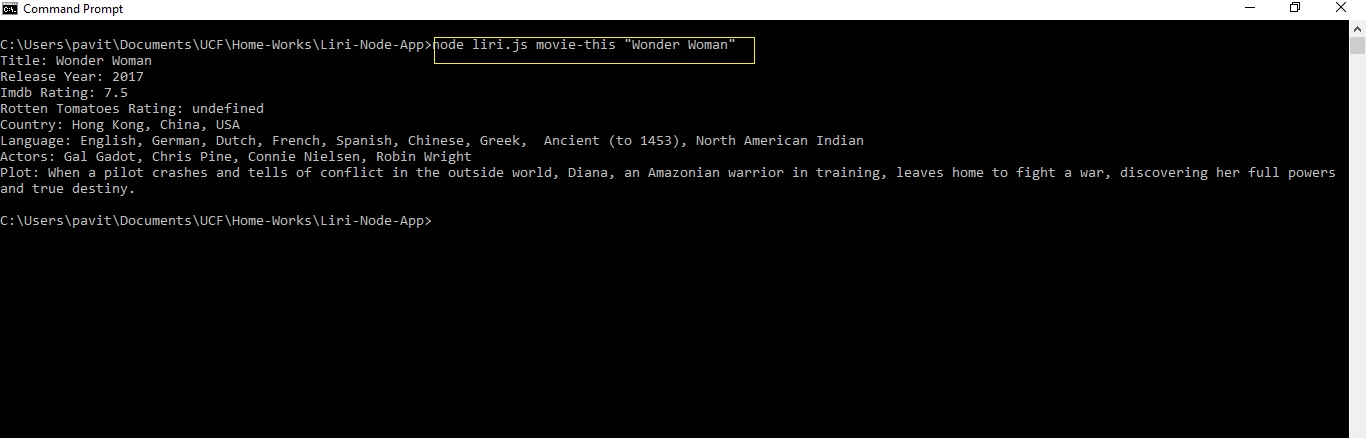 Command Prompt
C:\Users\pavit\Documents\UCF\Home-Works\Liri-Node-App>node liri.js movie-this "Wonder Woman"
Title: Wonder Woman
Release Year: 2017
Imdb Rating: 7.5
Rotten Tomatoes Rating: undefined
Country: Hong Kong, China, USA
Language: English, German, Dutch, French, Spanish, Chinese, Greek,  Ancient (to 1453), North American Indian
Actors: Gal Gadot, Chris Pine, Connie Nielsen, Robin Wright
Plot: When a pilot crashes and tells of conflict in the outside world, Diana, an Amazonian warrior in training, leaves home to fight a war, discovering her full powers
and true destiny.
C:\Users\pavit\Documents\UCF\Home-Works\Liri-Node-App>